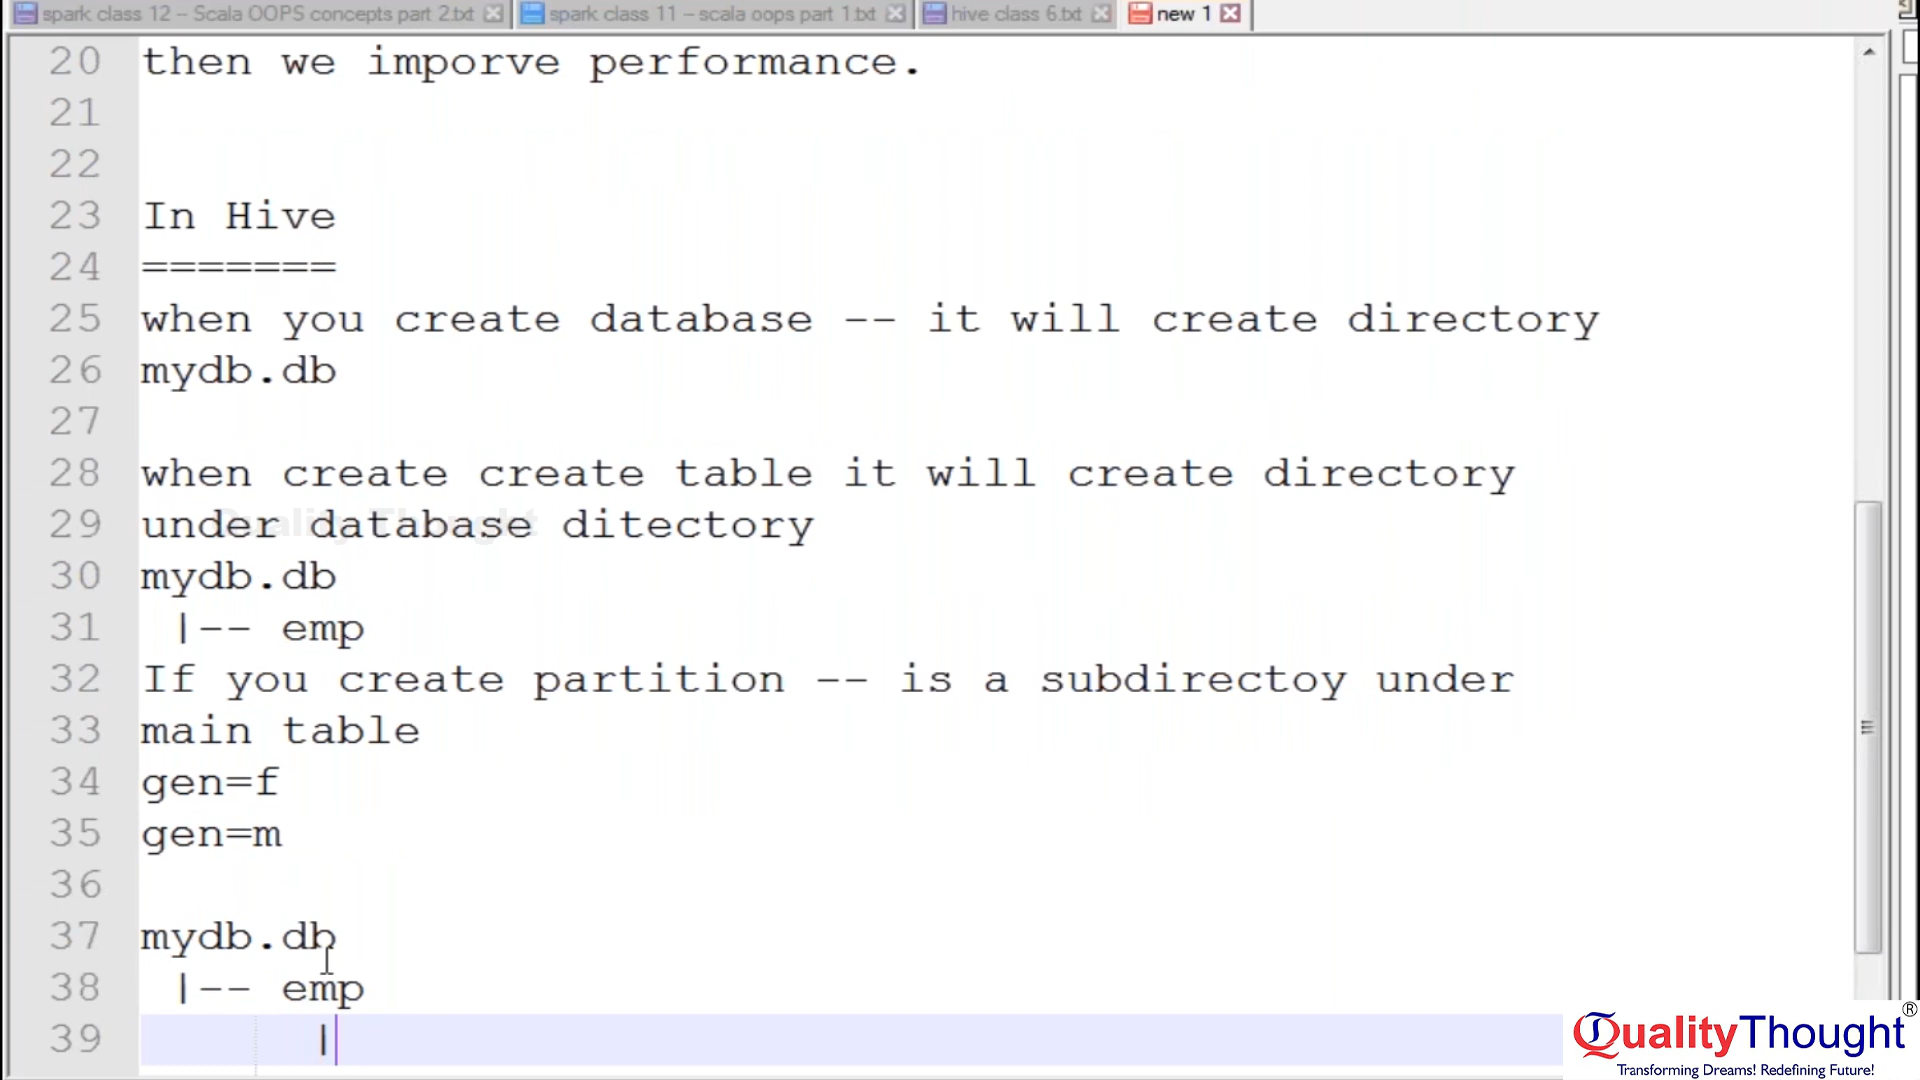 spark class 12 – Scala OOPS concepts part 2.txt spark class 11 – scala oops part 1.txt hive class 6.txt new 1
20 then we imporve performance.
21
22
23 In Hive
24 =======
25 when you create database -- it will create directory
26 mydb.db
27
28 when create create table it will create directory
29 under database ditectory
Quality Thought
30 mydb.db
31 |-- emp
32 If you create partition -- is a subdirectoy under
33 main table
34 gen=f
35 gen=m
36
37 mydb.db
38 |-- emp
39 |
QualityThought®
Transforming Dreams! Redefining Future!